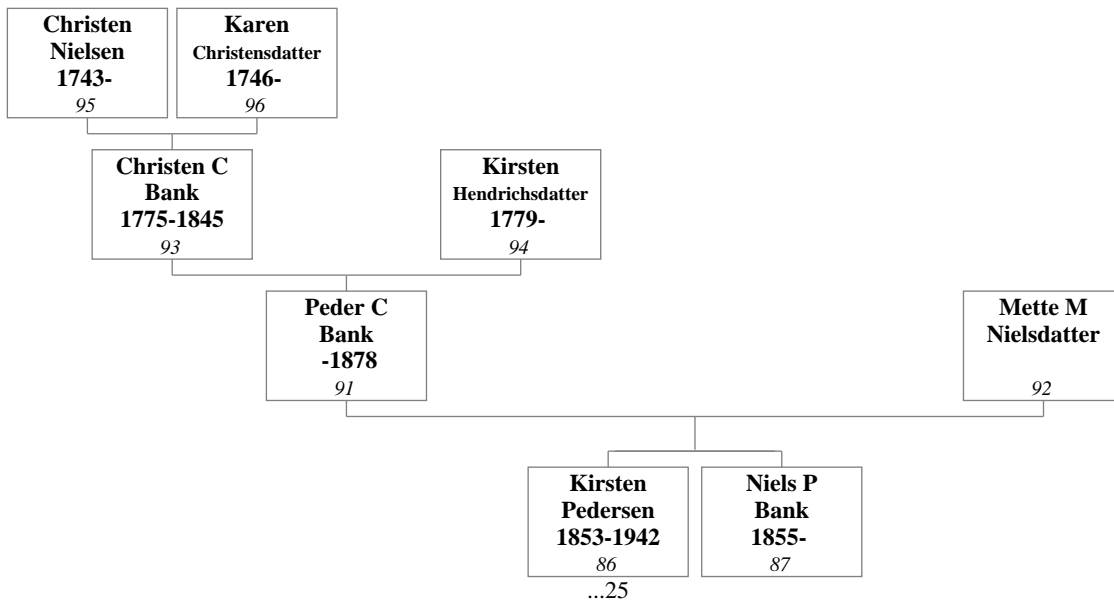 Christen
Nielsen
1743-
95
Karen
Christensdatter
1746-
96
Christen C
Bank
1775-1845
93
Kirsten
Hendrichsdatter
1779-
94
Peder C
Bank
-1878
91
Mette M
Nielsdatter
92
Kirsten
Pedersen
1853-1942
86
...25
Niels P
Bank
1855-
87